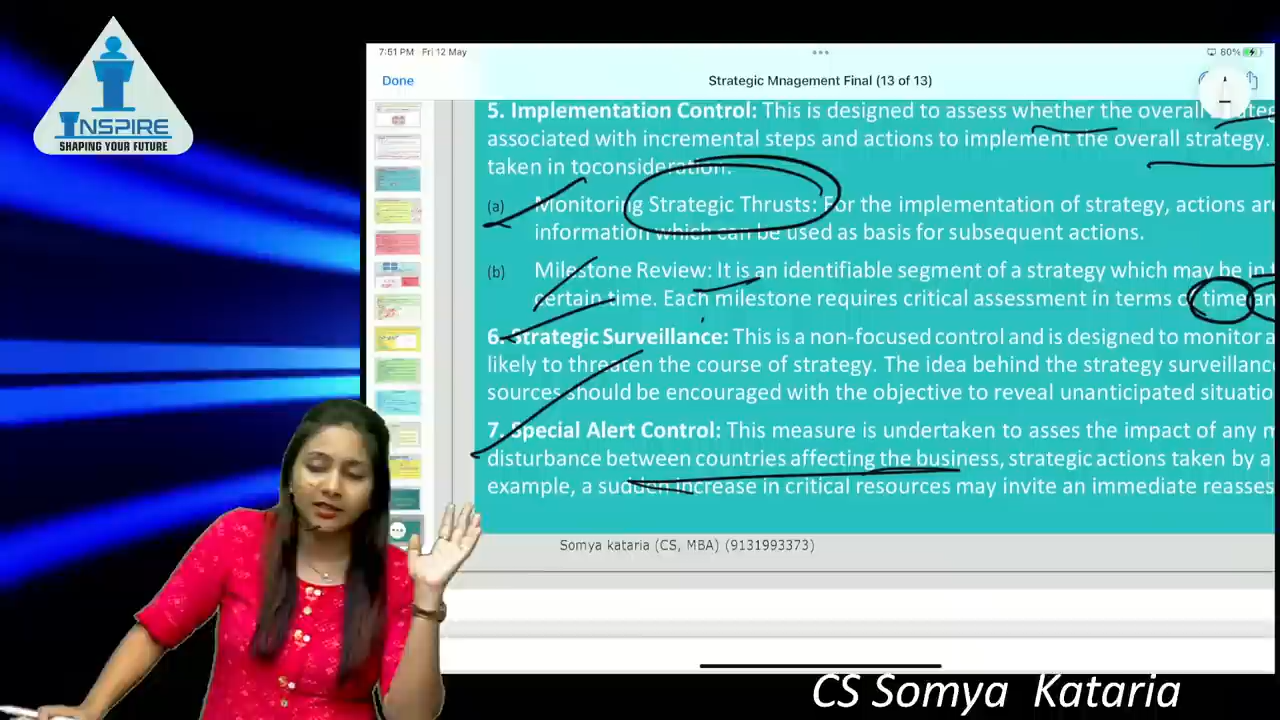 INSPIRE
SHAPING YOUR FUTURE
7:51 PM Fri 12 May
80%
Done
Strategic Mnagement Final (13 of 13)
5. Implementation Control: This is designed to assess whether the overall
associated with incremental steps and actions to implement the overall strategy.
taken in toconsideration.
(a) Monitoring Strategic Thrusts: For the implementation of strategy, actions are
information which can be used as basis for subsequent actions.
(b) Milestone Review: It is an identifiable segment of a strategy which may be in
certain time. Each milestone requires critical assessment in terms of time an
6. Strategic Surveillance: This is a non-focused control and is designed to monitor a
likely to threaten the course of strategy. The idea behind the strategy surveillance
sources should be encouraged with the objective to reveal unanticipated situatio
7. Special Alert Control: This measure is undertaken to asses the impact of any
disturbance between countries affecting the business, strategic actions taken by a
example, a sudden increase in critical resources may invite an immediate reasses
Somya kataria (CS, MBA) (9131993373)
CS Somya Kataria